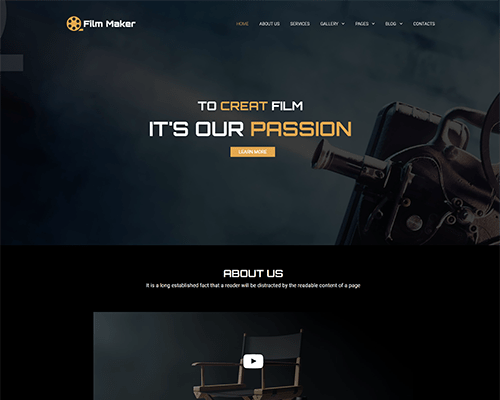 Film Maker
HOME ABOUT US SERVICES GALLERY PAGES BLOG CONTACTS
TO CREAT FILM
IT'S OUR PASSION
LEARN MORE
ABOUT US
It is a long established fact that a reader will be distracted by the readable content of a page